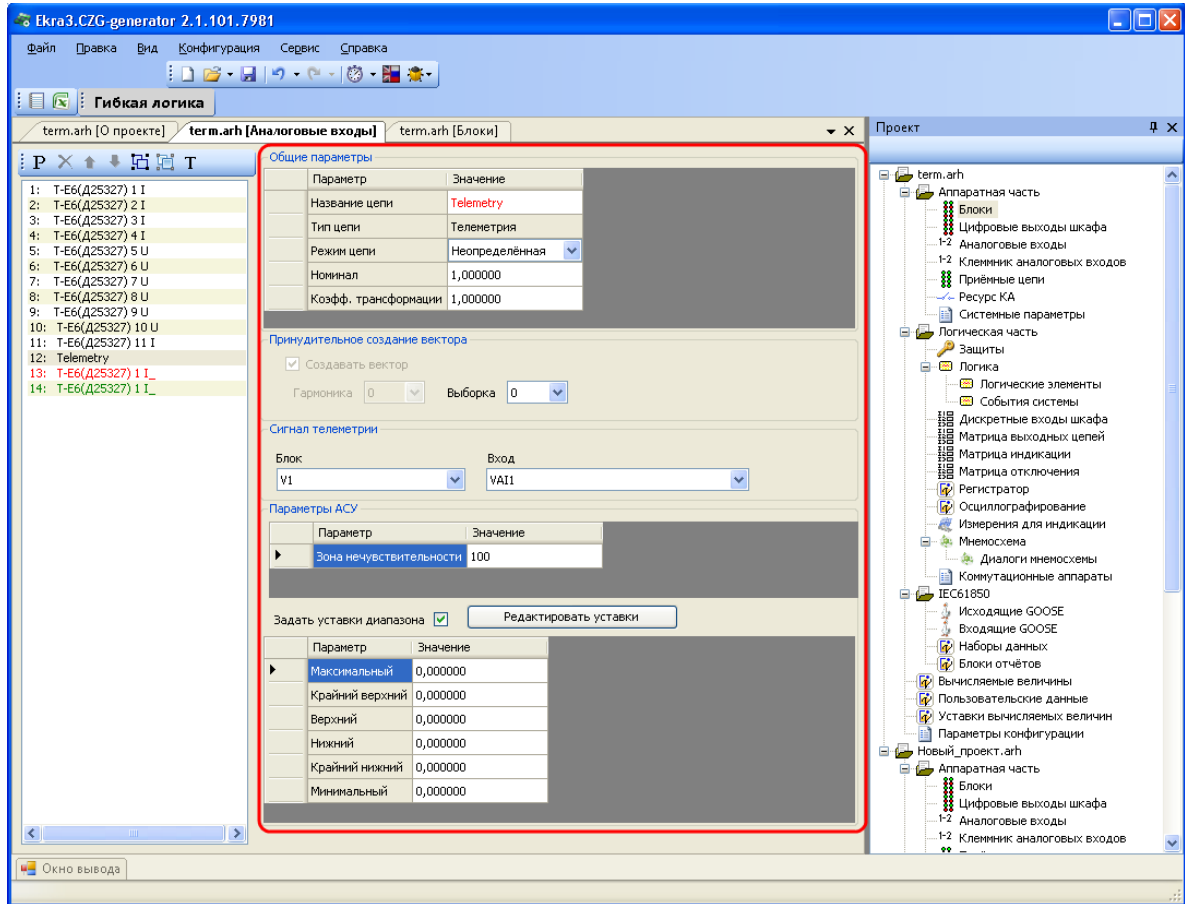 Ekra3.CZG-generator 2.1.101.7981
Файл Правка Вид Конфигурация Сервис Справка
Гибкая логика
term.arh [О проекте] term.arh [Аналоговые входы] term.arh [Блоки]
P T
1: T-E6(Д25327) 1 I
2: T-E6(Д25327) 2 I
3: T-E6(Д25327) 3 I
4: T-E6(Д25327) 4 I
5: T-E6(Д25327) 5 U
6: T-E6(Д25327) 6 U
7: T-E6(Д25327) 7 U
8: T-E6(Д25327) 8 U
9: T-E6(Д25327) 9 U
10: T-E6(Д25327) 10 U
11: T-E6(Д25327) 11 I
12: Telemetry
13: T-E6(Д25327) 1 I_
14: T-E6(Д25327) 1 I_
Общие параметры
Параметр Значение
Название цепи Telemetry
Тип цепи Телеметрия
Режим цепи Неопределённая
Номинал 1,000000
Коэфф. трансформации 1,000000
Принудительное создание вектора
Создавать вектор
Гармоника 0 Выборка 0
Сигнал телеметрии
Блок Вход
V1 VAI1
Параметры АСУ
Параметр Значение
Зона нечувствительности 100
Задать уставки диапазона Редактировать уставки
Параметр Значение
Максимальный 0,000000
Крайний верхний 0,000000
Верхний 0,000000
Нижний 0,000000
Крайний нижний 0,000000
Минимальный 0,000000
Проект
term.arh
Аппаратная часть
Блоки
Цифровые выходы шкафа
1-2 Аналоговые входы
1-2 Клеммник аналоговых входов
Приёмные цепи
Ресурс КА
Системные параметры
Логическая часть
Защиты
Логика
Логические элементы
События системы
Дискретные входы шкафа
Матрица выходных цепей
Матрица индикации
Матрица отключения
Регистратор
Осциллографирование
Измерения для индикации
Мнемосхема
Диалоги мнемосхемы
Коммутационные аппараты
IEC61850
Исходящие GOOSE
Входящие GOOSE
Наборы данных
Блоки отчётов
Вычисляемые величины
Пользовательские данные
Уставки вычисляемых величин
Параметры конфигурации
Новый_проект.arh
Аппаратная часть
Блоки
Цифровые выходы шкафа
1-2 Аналоговые входы
1-2 Клеммник аналоговых входов
Окно вывода